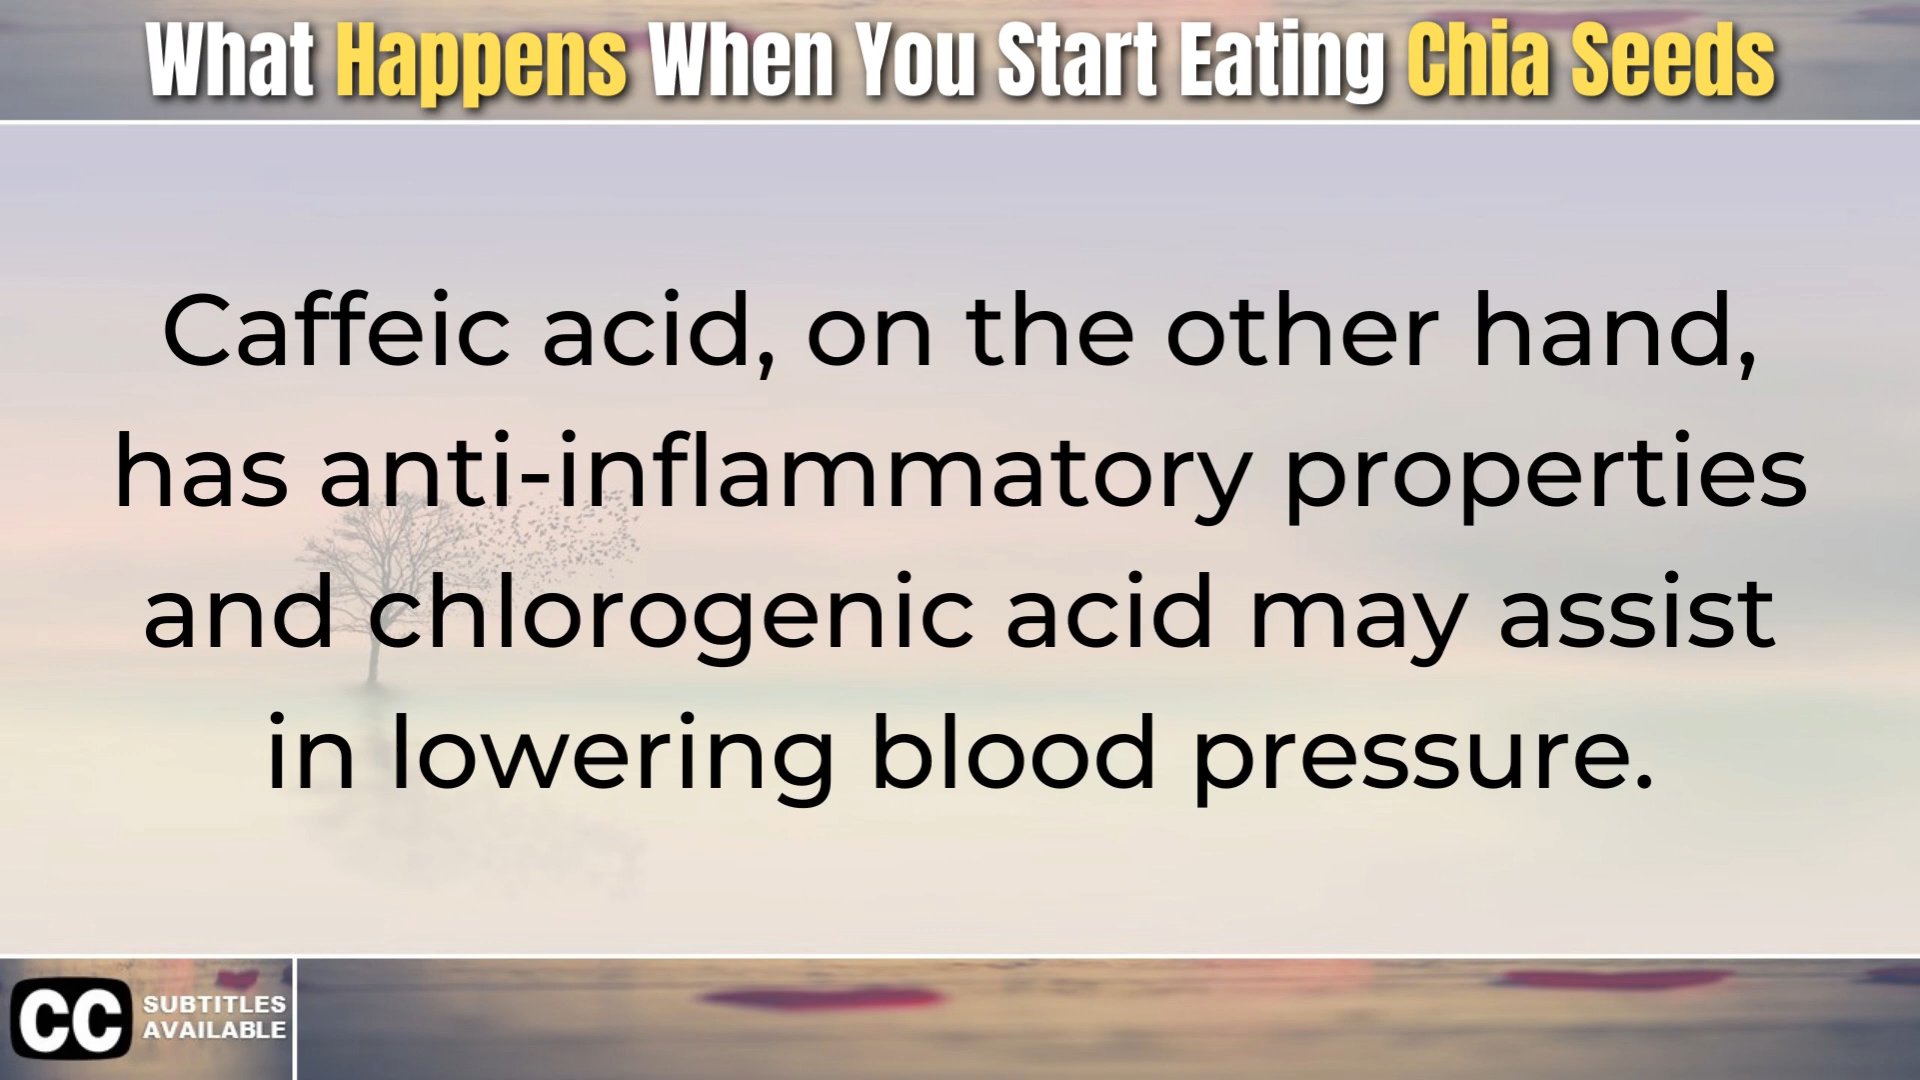 What Happens When You Start Eating Chia Seeds
Caffeic acid, on the other hand,
has anti-inflammatory properties
and chlorogenic acid may assist
in lowering blood pressure.
CC SUBTITLES
AVAILABLE